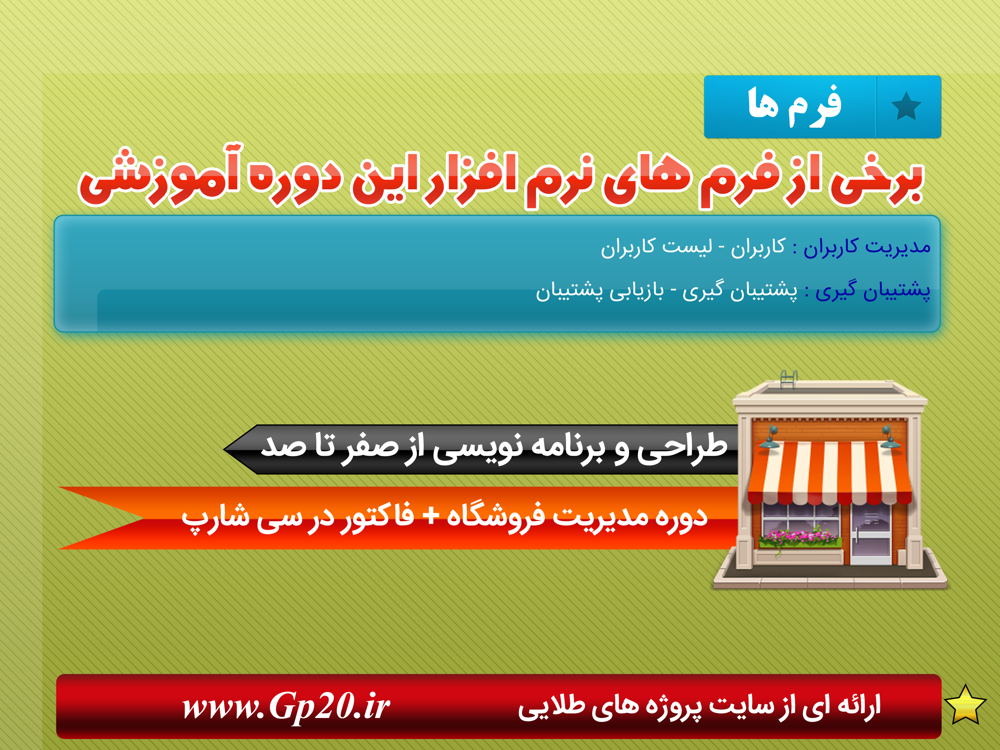 فرم ها
برخی از فرم های نرم افزار این دوره آموزشی
مدیریت کاربران : کاربران - لیست کاربران
پشتیبان گیری : پشتیبان گیری - بازیابی پشتیبان
طراحی و برنامه نویسی از صفر تا صد
دوره مدیریت فروشگاه + فاکتور در سی شارپ
ارائه ای از سایت پروژه های طلایی www.Gp20.ir